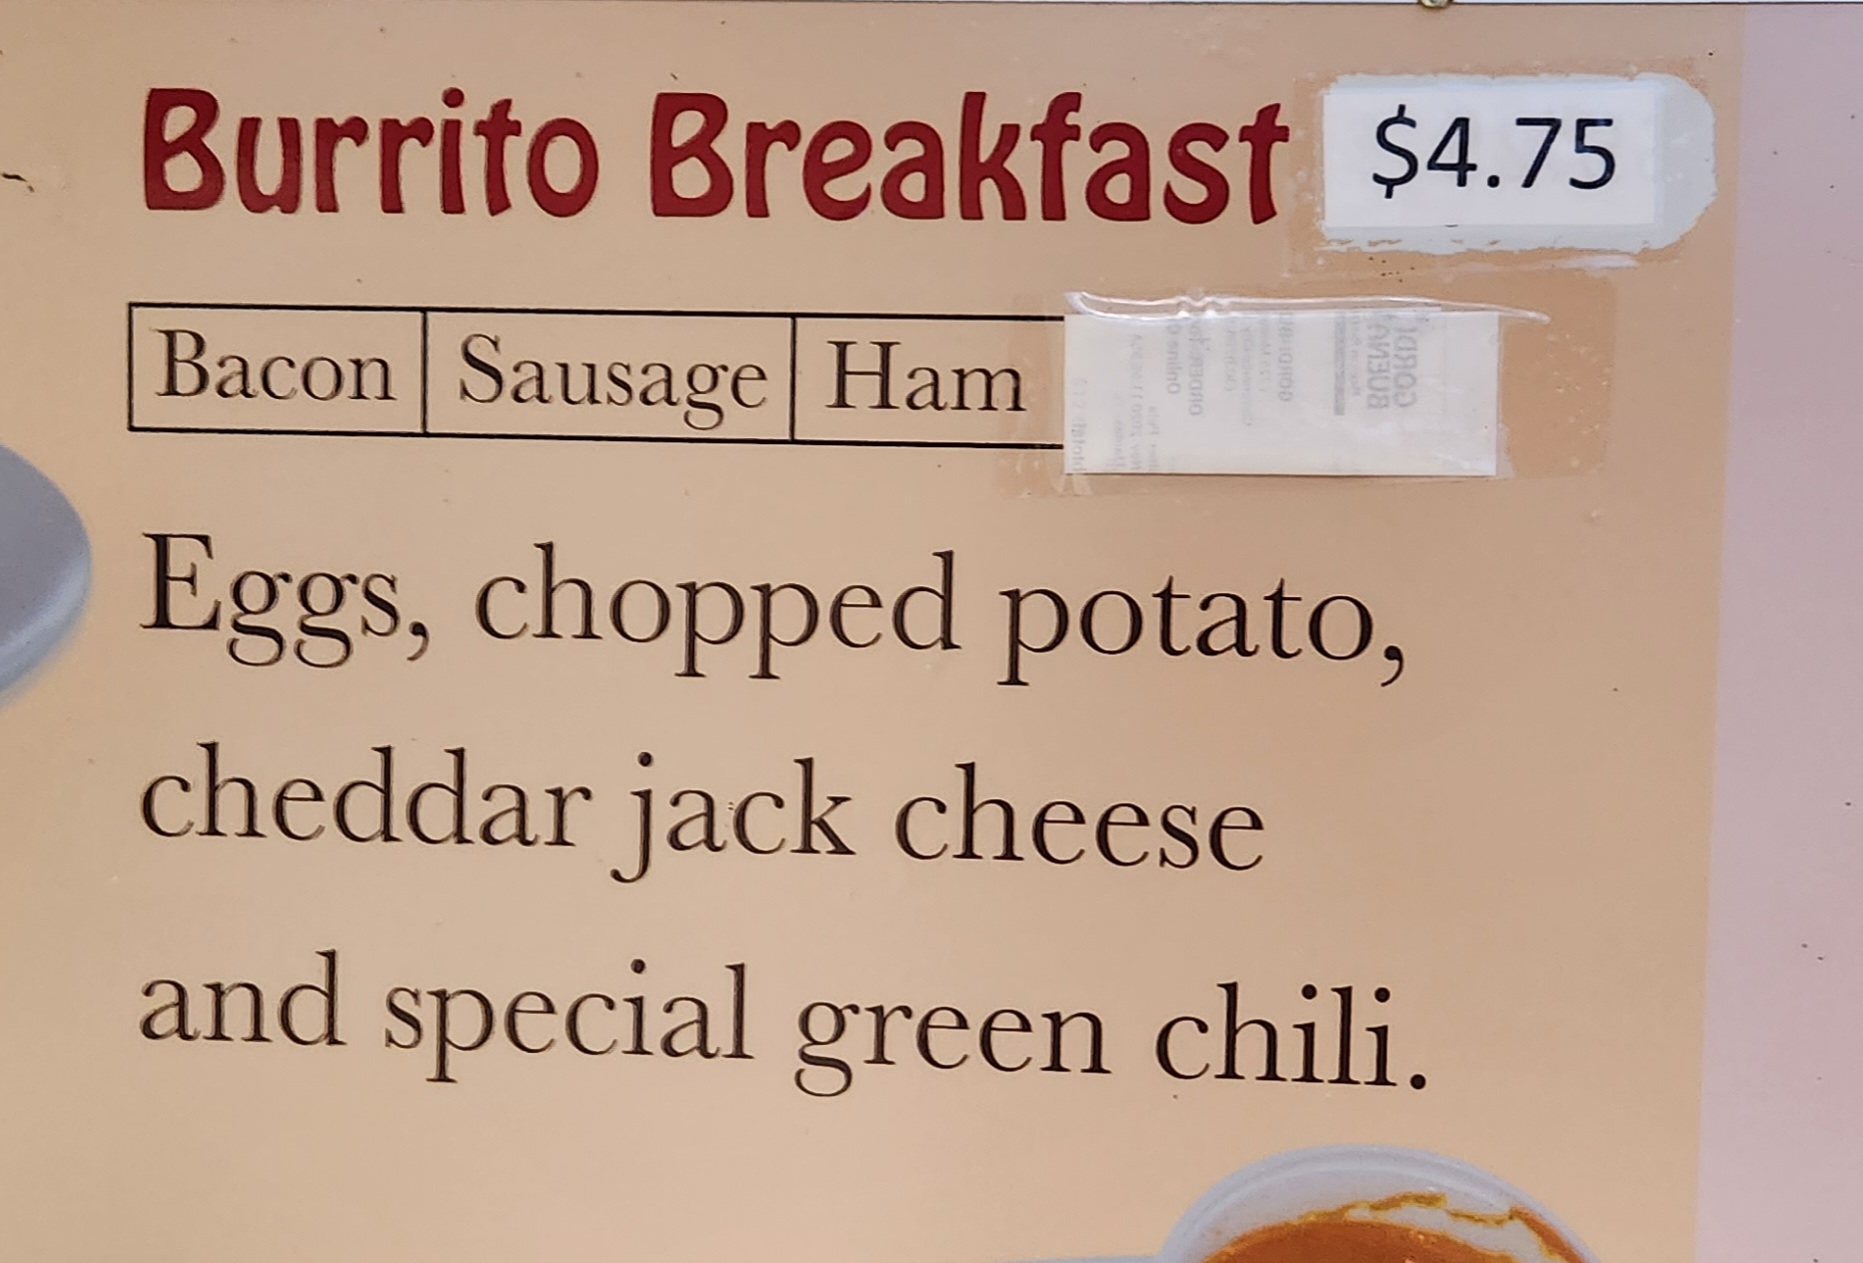 Burrito Breakfast $4.75
Bacon Sausage Ham
Eggs, chopped potato,
cheddar jack cheese
and special green chili.